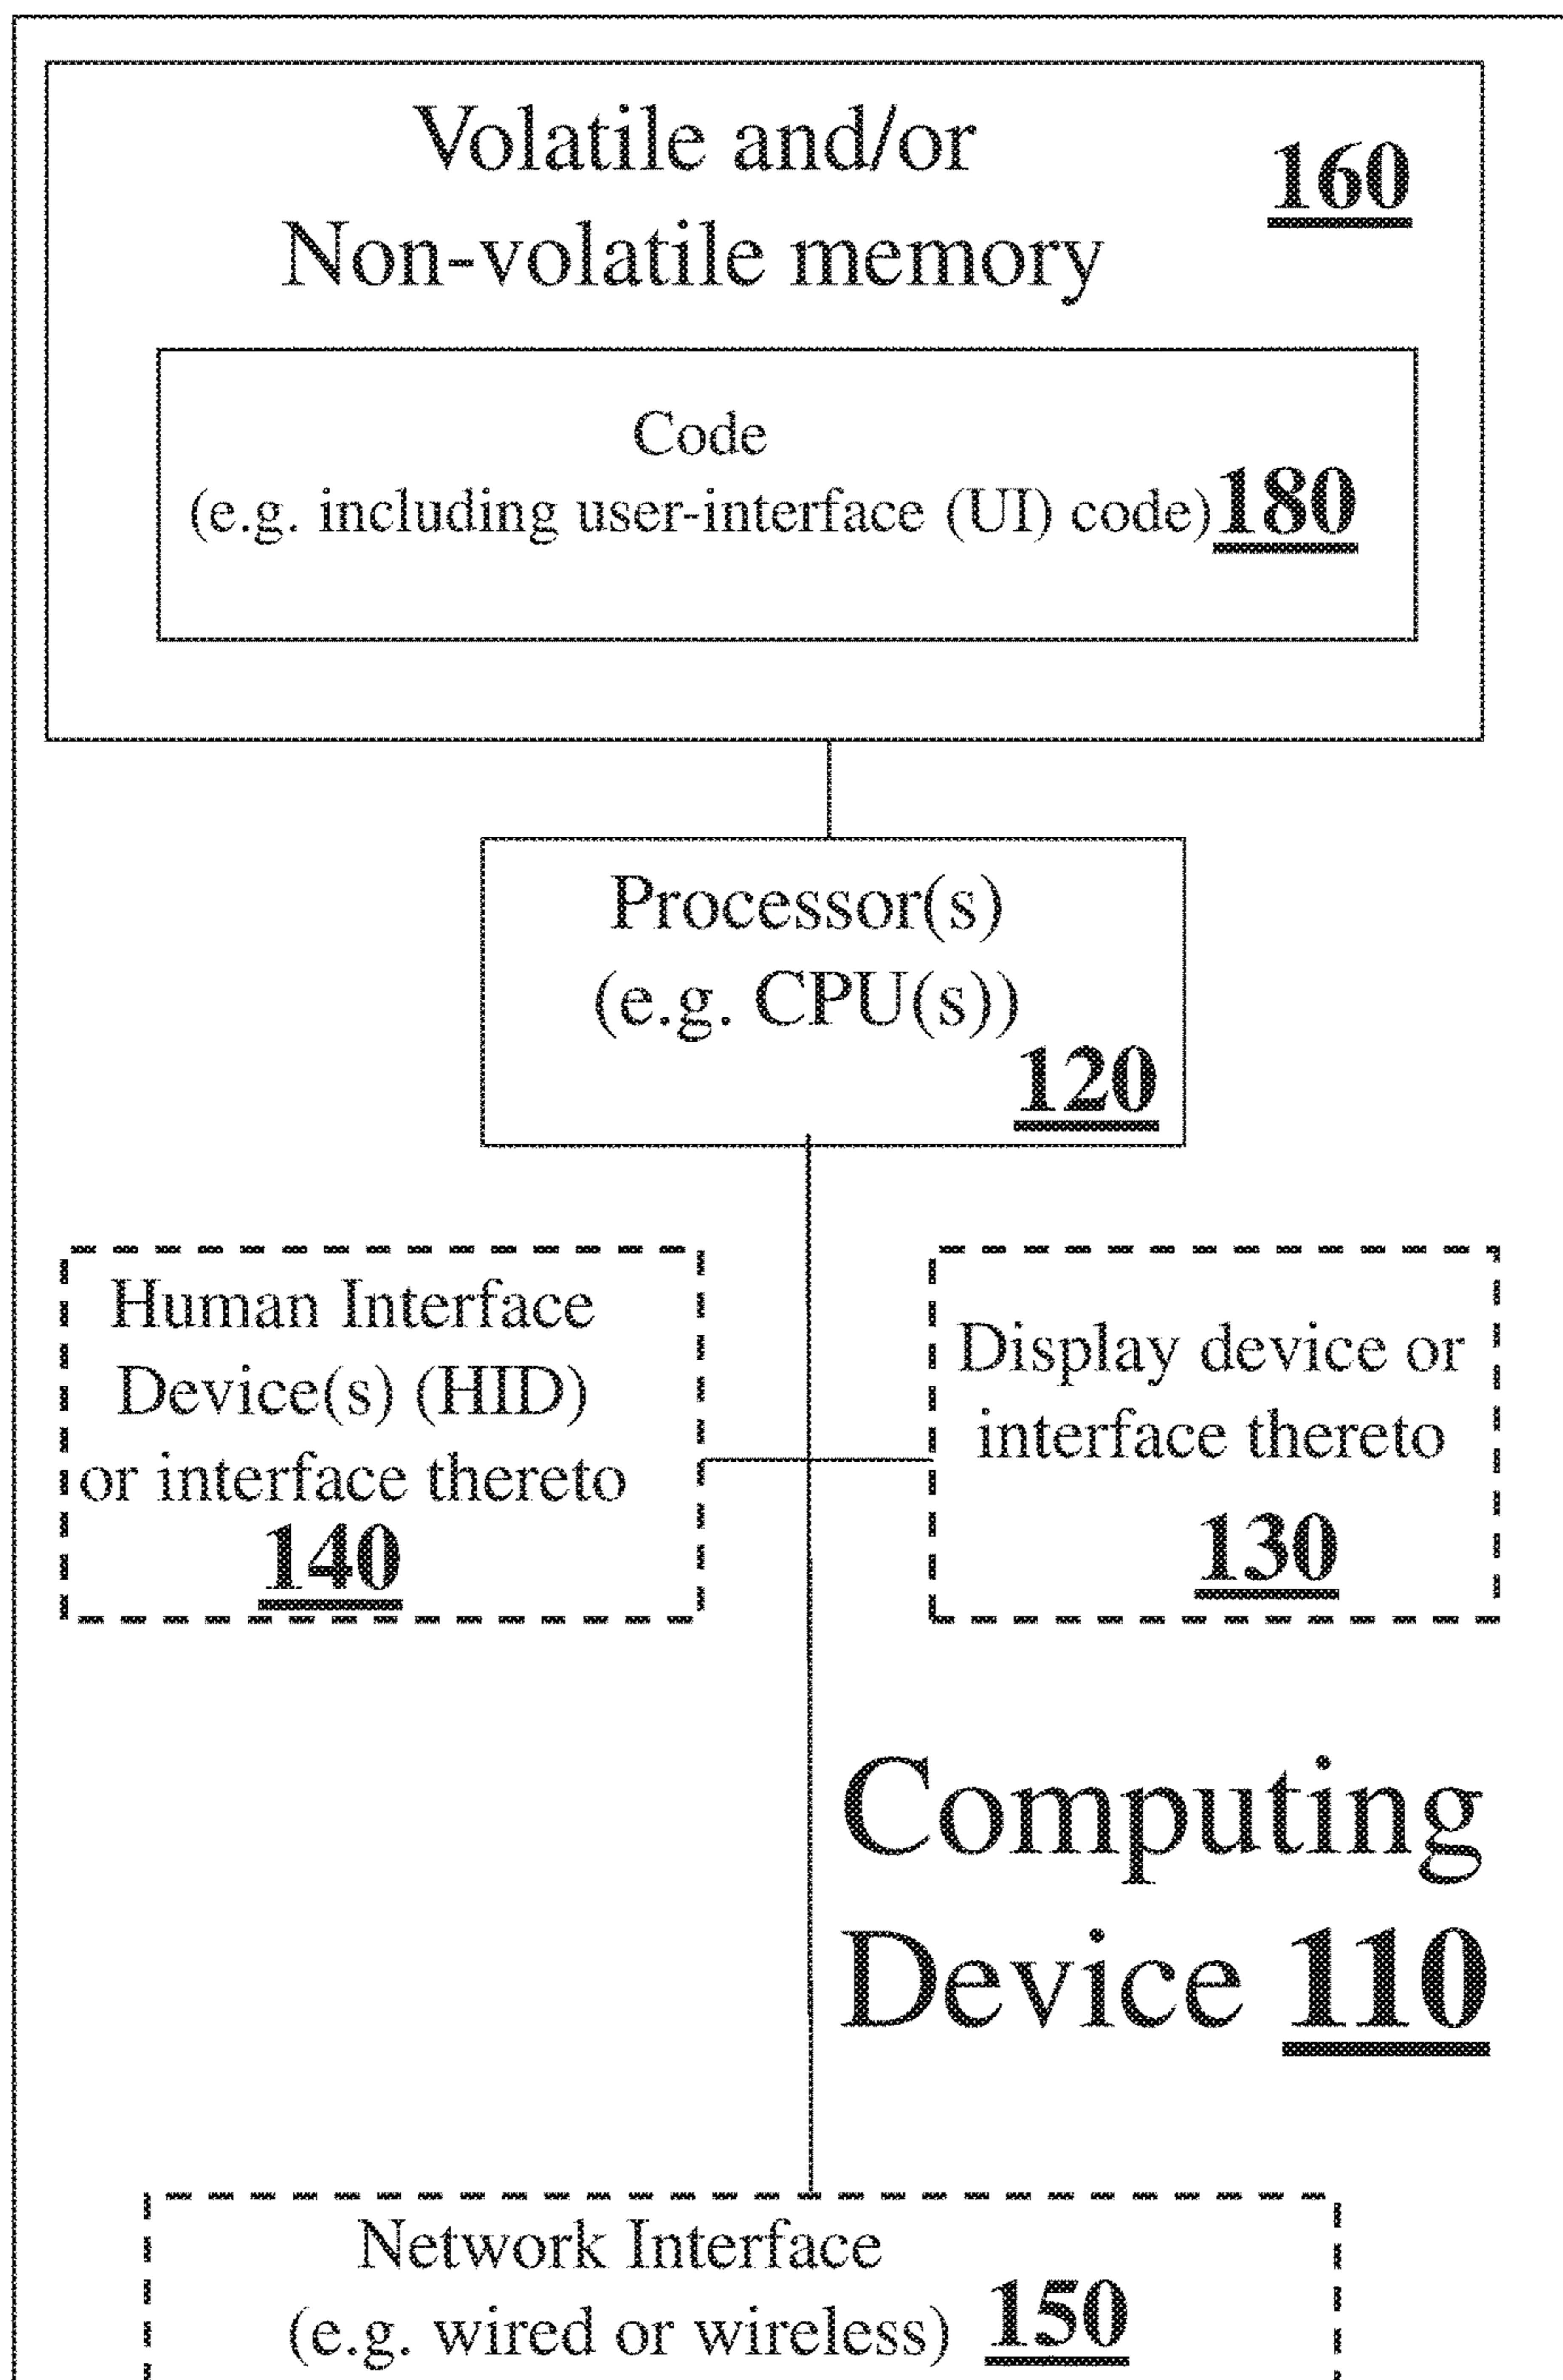 Volatile and/or
Non-volatile memory
160
Code
(e.g. including user-interface (UI) code)180
Processor(s)
(e.g. CPU(s))
120
Human Interface
Device(s) (HID)
or interface thereto
140
Display device or
interface thereto
130
Computing
Device 110
Network Interface
(e.g. wired or wireless) 150